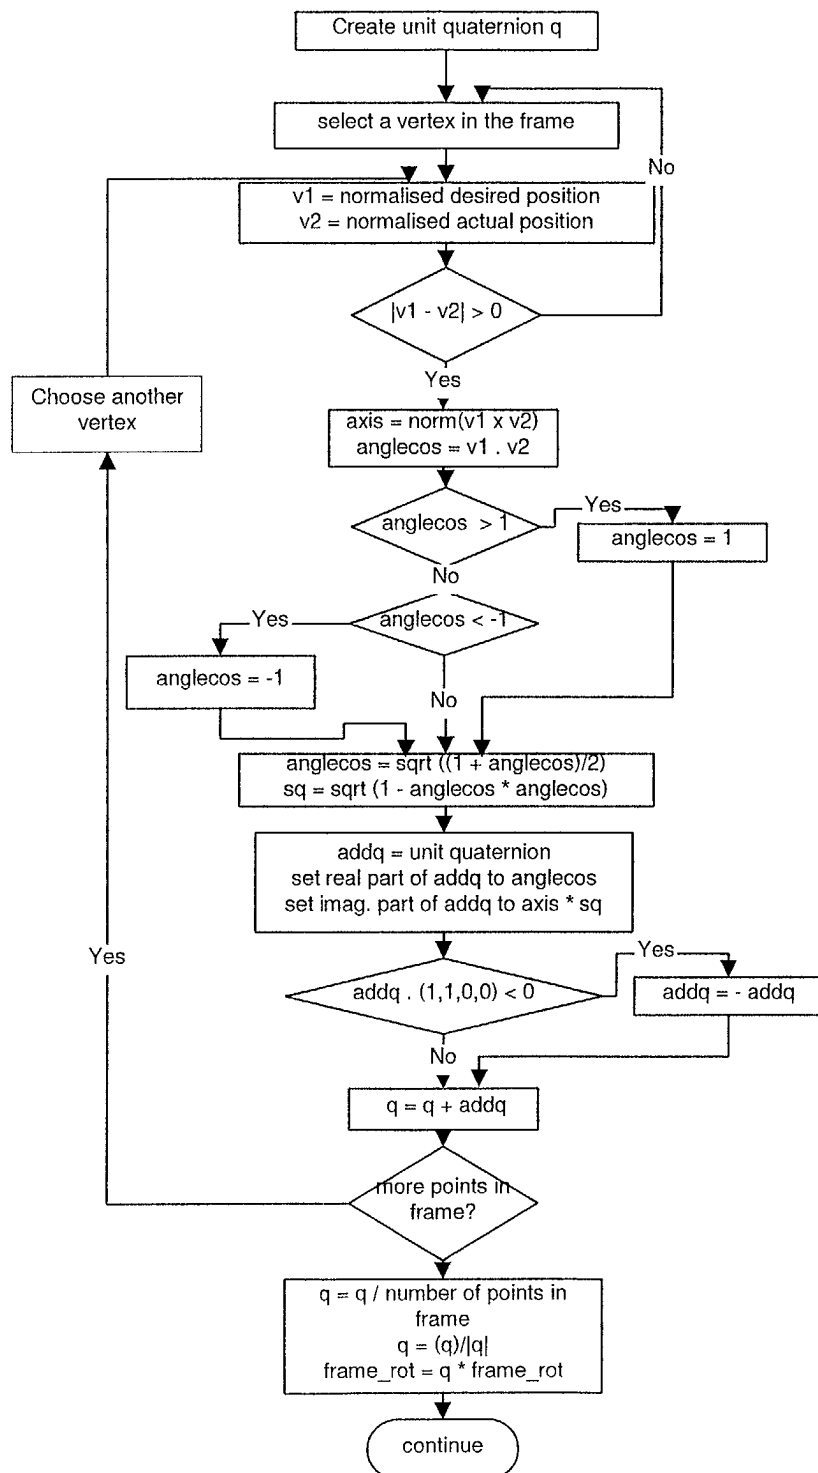 Create unit quaternion q
select a vertex in the frame
No
v1 = normalised desired position
v2 = normalised actual position
|v1 - v2| > 0
Yes
Choose another
vertex
axis = norm(v1 x v2)
anglecos = v1 . v2
anglecos > 1
Yes
anglecos = 1
No
anglecos < -1
Yes
anglecos = -1
No
anglecos = sqrt ((1 + anglecos)/2)
sq = sqrt (1 - anglecos * anglecos)
addq = unit quaternion
set real part of addq to anglecos
set imag. part of addq to axis * sq
Yes
Yes
addq . (1,1,0,0) < 0
addq = - addq
No
q = q + addq
more points in
frame?
q = q / number of points in
frame
q = (q)/|q|
frame_rot = q * frame_rot
continue